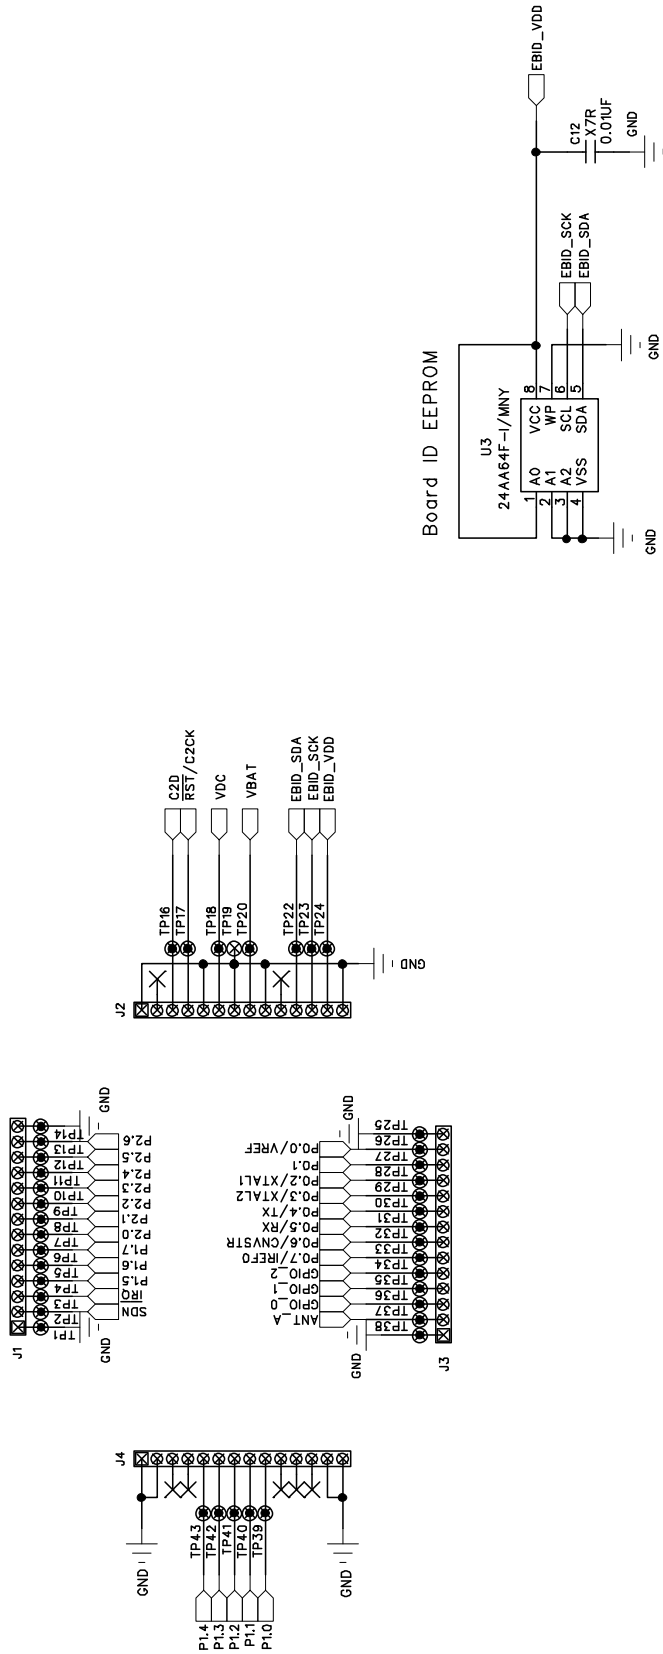 EBID_VDD
C12
X7R
0.01UF
GND
EBID_SCK
EBID_SDA
GND
Board ID EEPROM
U3
24AA64F-I/MNY
1 A0 VCC 8
2 A1 WP 7
3 A2 SCL 6
4 VSS SDA 5
GND
C2D
RST/C2CK
VDC
VBAT
EBID_SDA
EBID_SCK
EBID_VDD
TP16
TP17
TP18
TP19
TP20
TP22
TP23
TP24
J2
GND
GND
TP14
TP13
TP12
TP11
TP10
TP9
TP8
TP7
TP6
TP5
TP4
TP3
TP2
TP1
P2.6
P2.5
P2.4
P2.3
P2.2
P2.1
P2.0
P1.7
P1.6
P1.5
IRQ
SDN
GND
J1
GND
TP25
TP26
TP27
TP28
TP29
TP30
TP31
TP32
TP33
TP34
TP35
TP36
TP37
TP38
P0.0/VREF
P0.1
P0.2/XTAL1
P0.3/XTAL2
P0.4/TX
P0.5/RX
P0.6/CNVSTR
P0.7/IREF0
GPIO_2
GPIO_1
GPIO_0
ANT_A
GND
J3
J4
GND
GND
TP43
TP42
TP41
TP40
TP39
P1.4
P1.3
P1.2
P1.1
P1.0